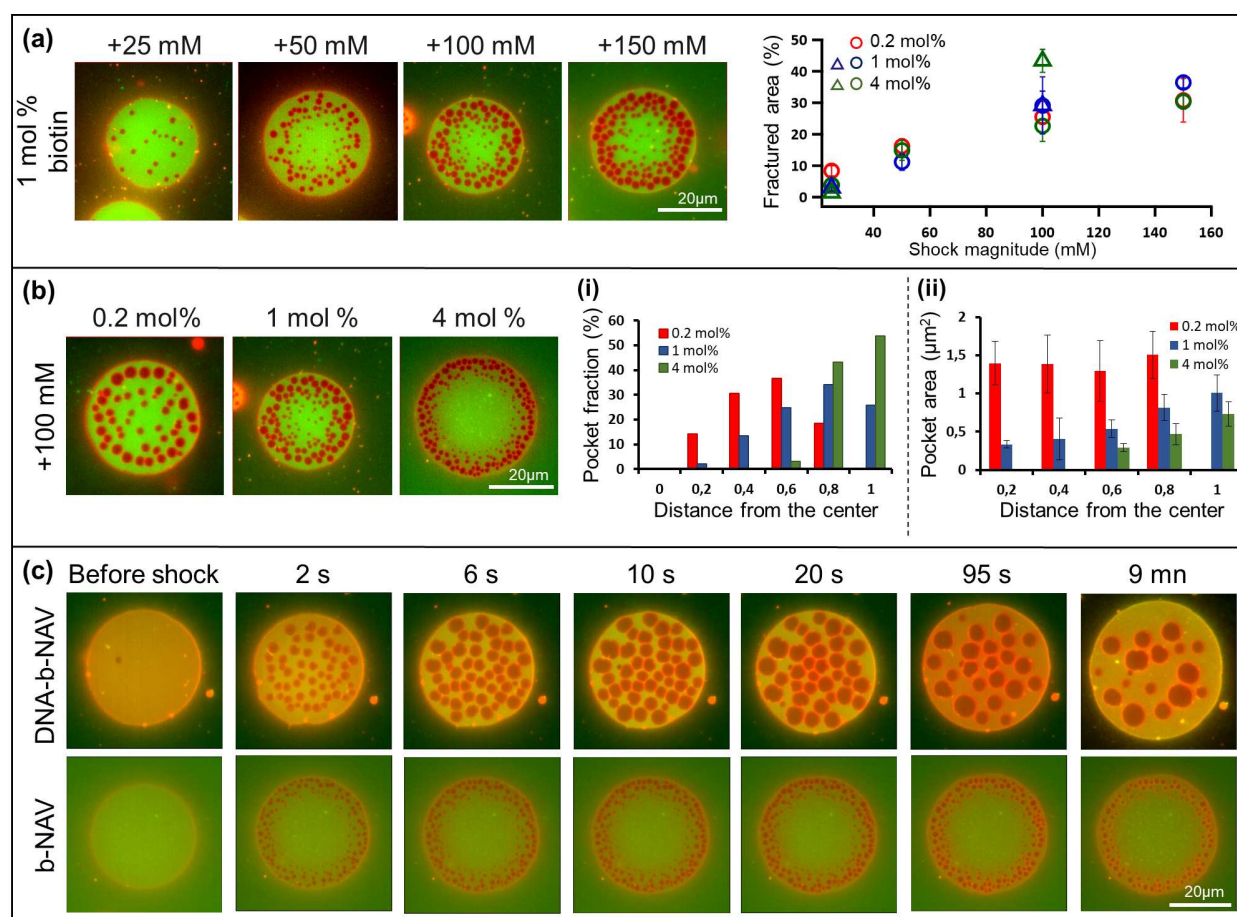 (a)
+25 mM +50 mM +100 mM +150 mM
1 mol %
biotin
20µm
Fractured area (%)
50
40
30
20
10
0
0.2 mol%
1 mol%
4 mol%
40 60 80 100 120 140 160
Shock magnitude (mM)
(b)
0.2 mol% 1 mol % 4 mol %
+100 mM
20µm
(i)
Pocket fraction (%)
60
50
40
30
20
10
0
0.2 mol%
1 mol%
4 mol%
0 0,2 0,4 0,6 0,8 1
Distance from the center
(ii)
Pocket area (µm²)
2
1,5
1
0,5
0
0.2 mol%
1 mol%
4 mol%
0,2 0,4 0,6 0,8 1
Distance from the center
(c)
Before shock 2 s 6 s 10 s 20 s 95 s 9 mn
DNA-b-NAV
b-NAV
20µm